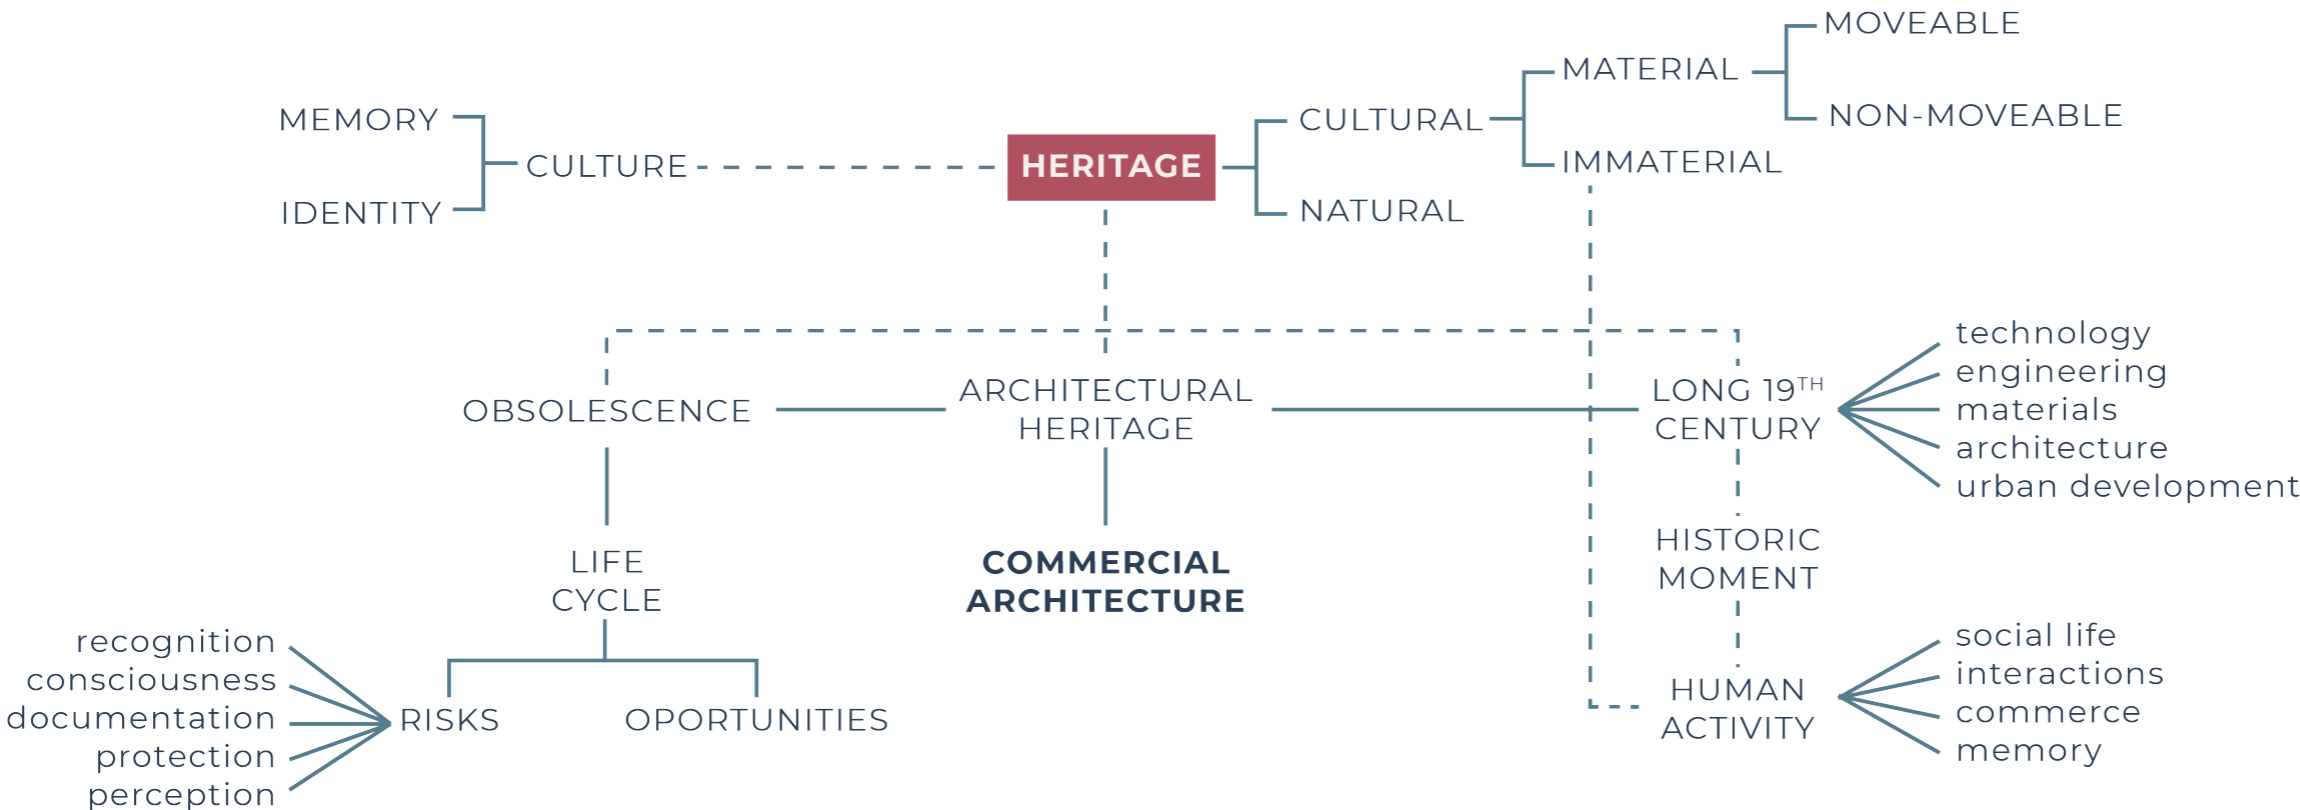 MOVEABLE
MATERIAL
NON-MOVEABLE
MEMORY
CULTURAL
CULTURE
HERITAGE
IMMATERIAL
IDENTITY
NATURAL
OBSOLESCENCE
ARCHITECTURAL
HERITAGE
LONG 19TH
CENTURY
technology
engineering
materials
architecture
urban development
LIFE
CYCLE
COMMERCIAL
ARCHITECTURE
HISTORIC
MOMENT
recognition
consciousness
documentation
protection
perception
RISKS
OPORTUNITIES
HUMAN
ACTIVITY
social life
interactions
commerce
memory